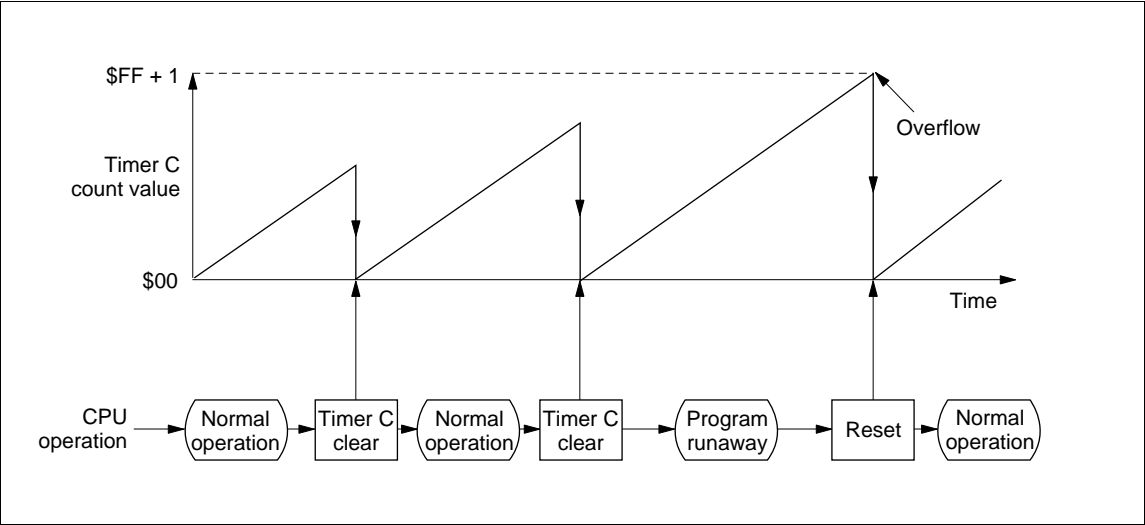 $FF + 1
Overflow
Timer C
count value
$00
Time
CPU
operation
Normal
operation
Timer C
clear
Normal
operation
Timer C
clear
Program
runaway
Reset
Normal
operation